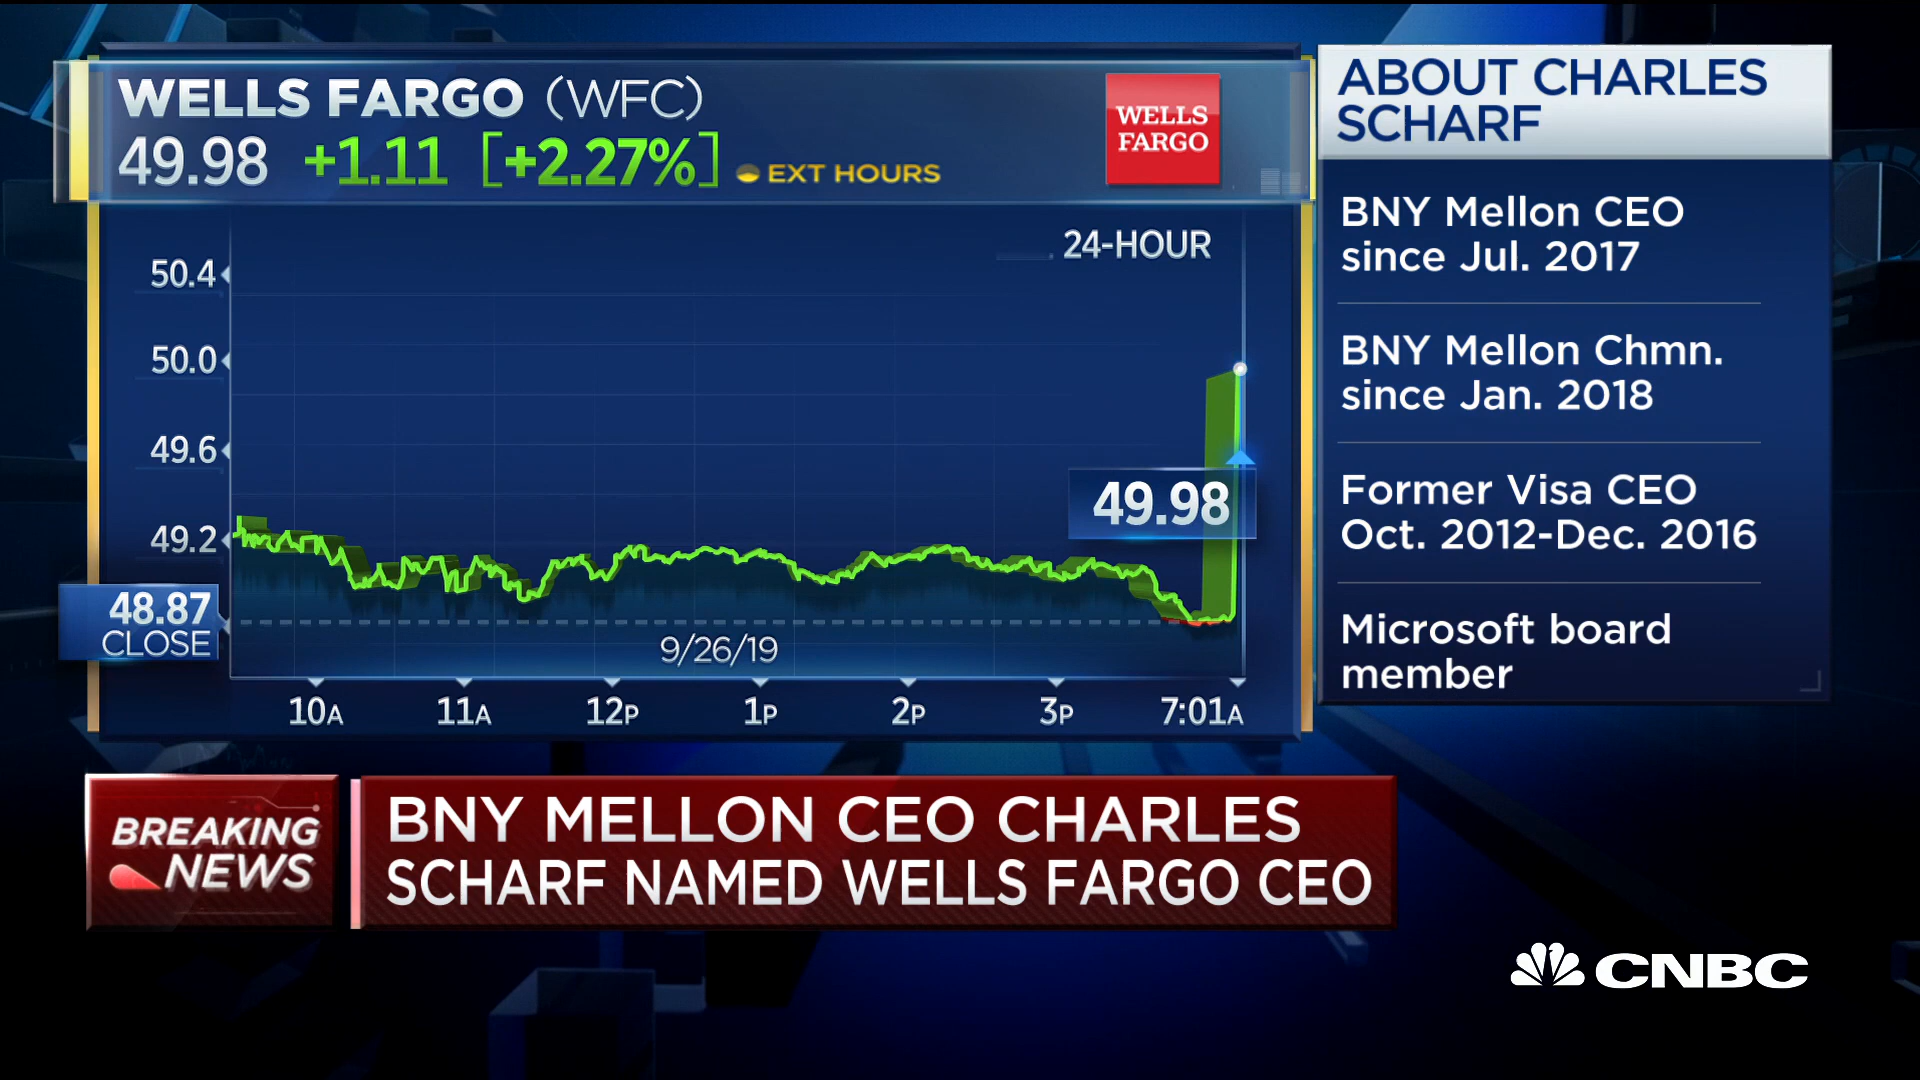 WELLS FARGO (WFC)
49.98 +1.11 [+2.27%] EXT HOURS
WELLS
FARGO
24-HOUR
50.4
50.0
49.6
49.2
49.98
48.87
CLOSE
9/26/19
10A 11A 12P 1P 2P 3P 7:01A
ABOUT CHARLES
SCHARF
BNY Mellon CEO
since Jul. 2017
BNY Mellon Chmn.
since Jan. 2018
Former Visa CEO
Oct. 2012-Dec. 2016
Microsoft board
member
BREAKING
NEWS
BNY MELLON CEO CHARLES
SCHARF NAMED WELLS FARGO CEO
CNBC